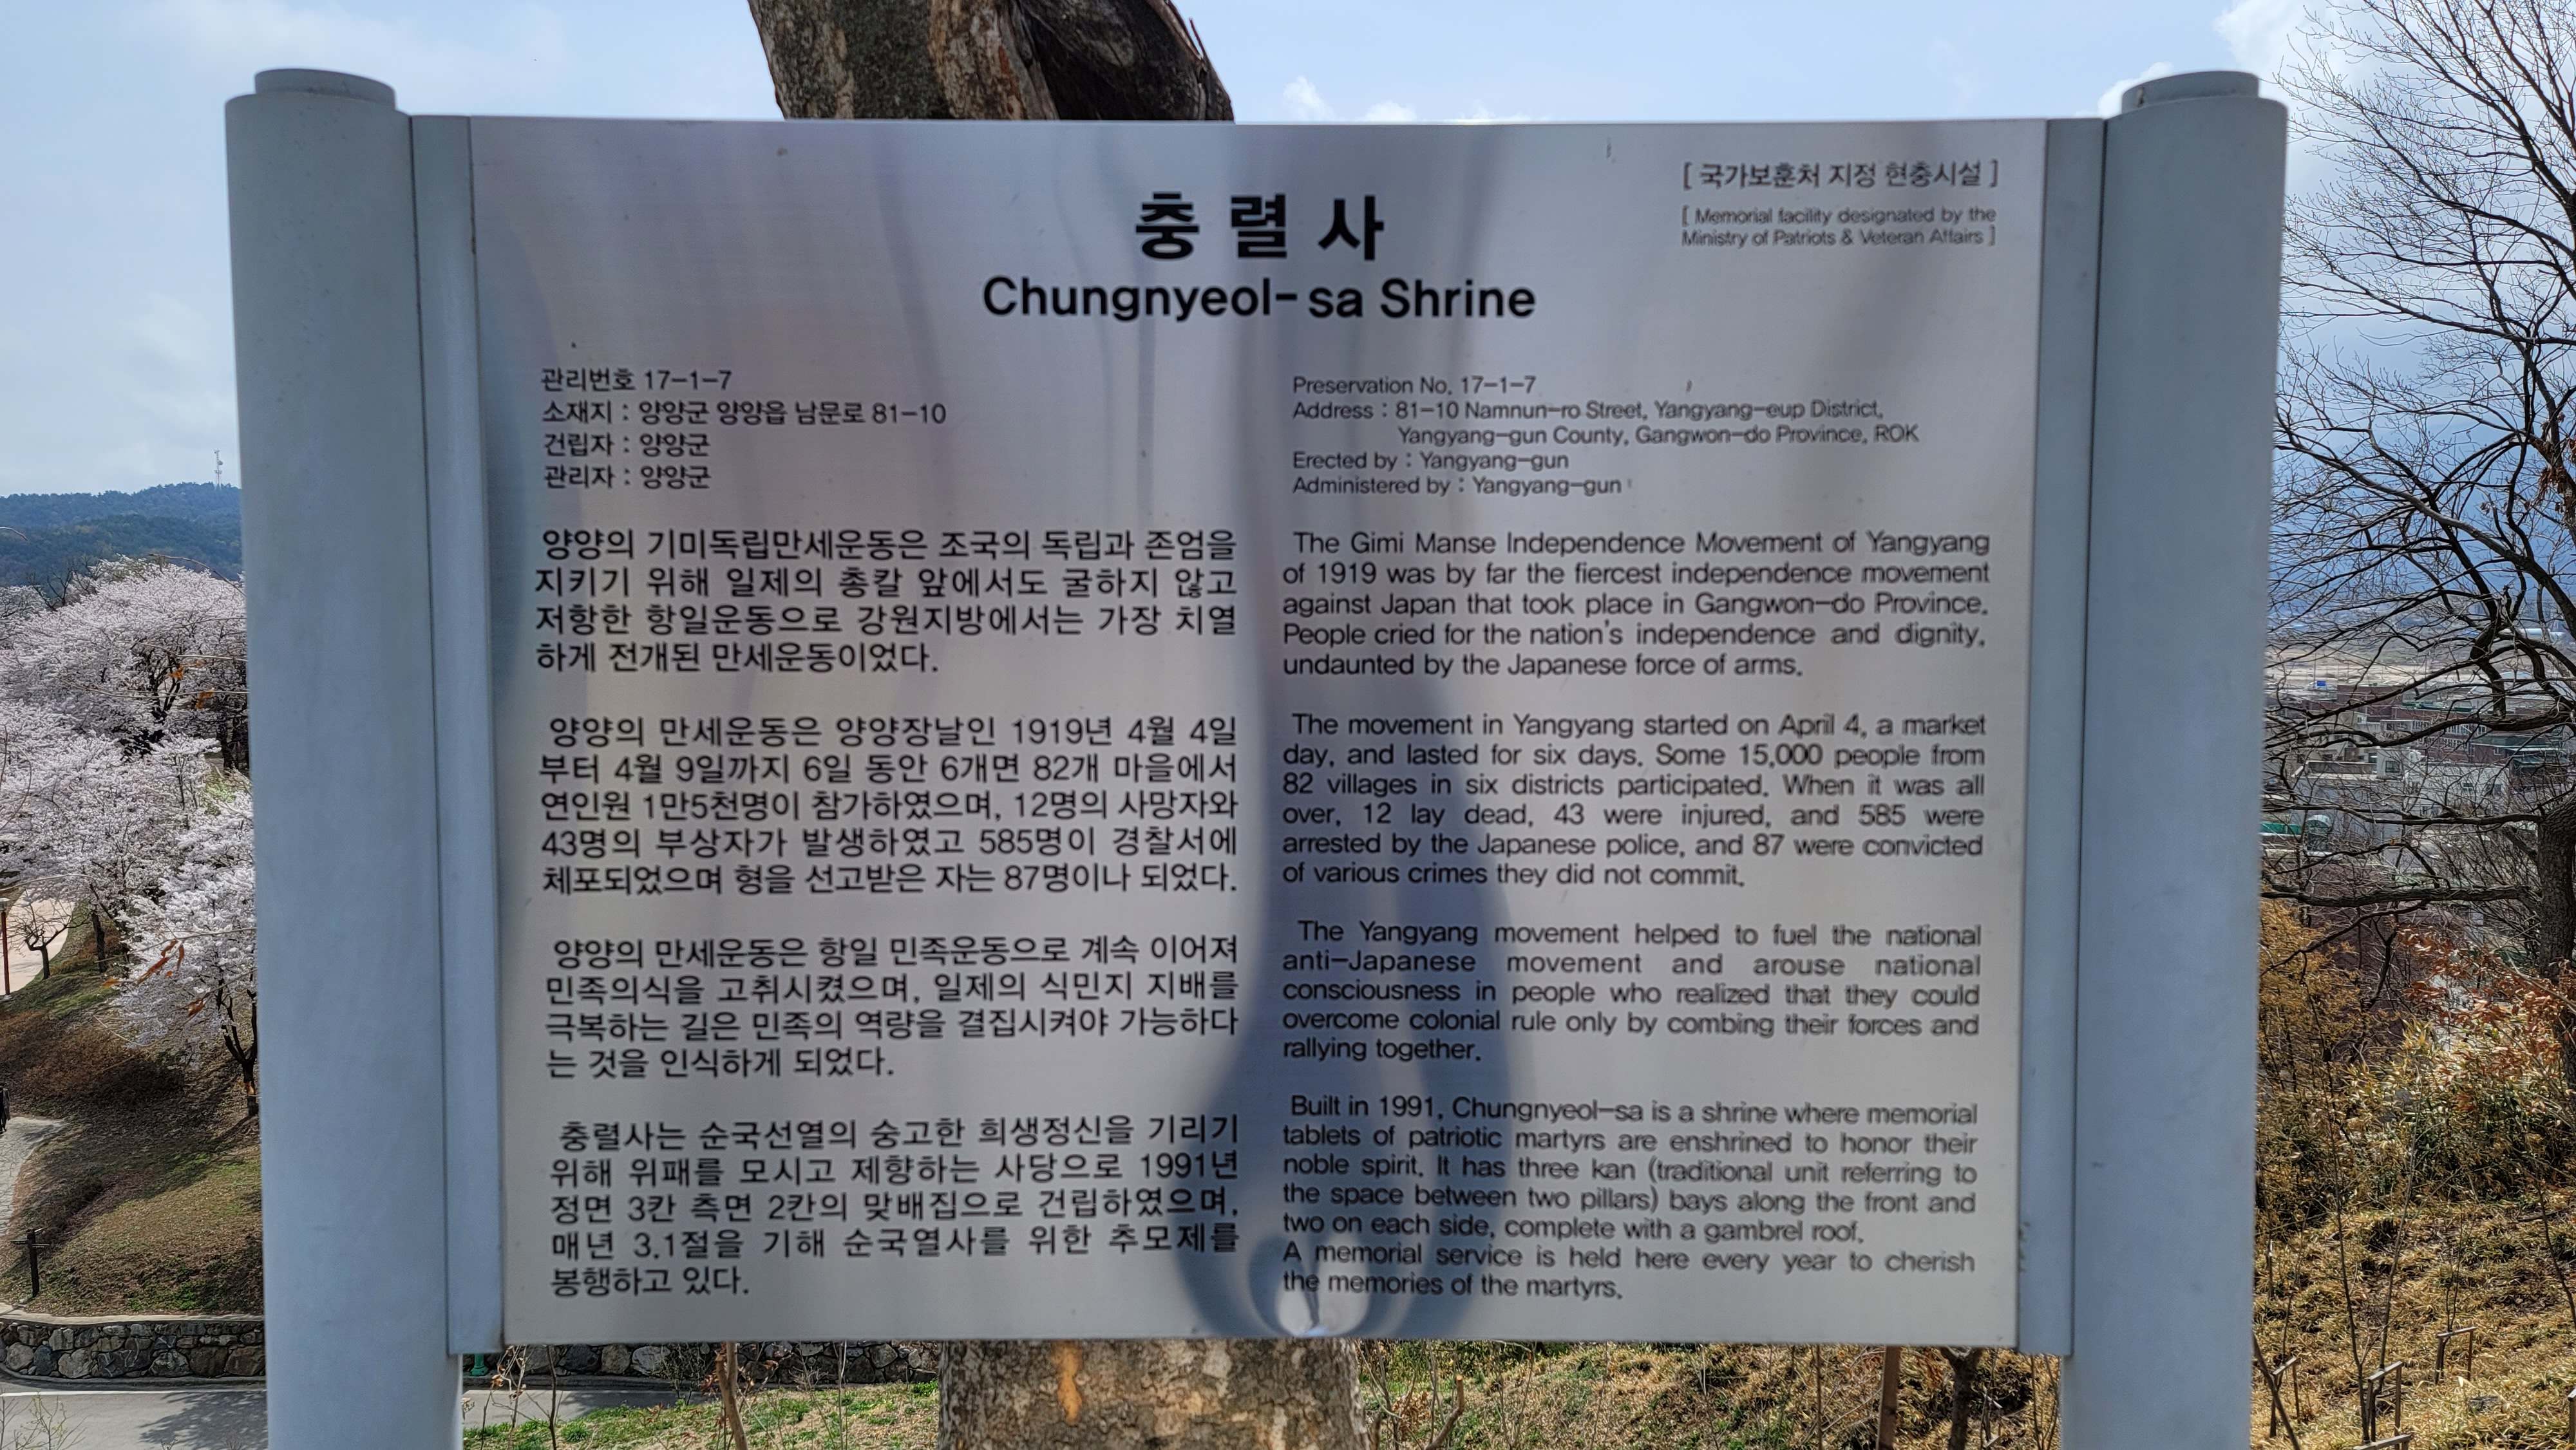 [ 국가보훈처 지정 현충시설 ]
[ Memorial facility designated by the
Ministry of Patriots & Veteran Affairs ]
충렬사
Chungnyeol-sa Shrine
관리번호 17-1-7
소재지 : 양양군 양양읍 남문로 81-10
건립자 : 양양군
관리자 : 양양군
양양의 기미독립만세운동은 조국의 독립과 존엄을
지키기 위해 일제의 총칼 앞에서도 굴하지 않고
저항한 항일운동으로 강원지방에서는 가장 치열
하게 전개된 만세운동이었다.
양양의 만세운동은 양양장날인 1919년 4월 4일
부터 4월 9일까지 6일 동안 6개면 82개 마을에서
연인원 1만5천명이 참가하였으며, 12명의 사망자와
43명의 부상자가 발생하였고 585명이 경찰서에
체포되었으며 형을 선고받은 자는 87명이나 되었다.
양양의 만세운동은 항일 민족운동으로 계속 이어져
민족의식을 고취시켰으며, 일제의 식민지 지배를
극복하는 길은 민족의 역량을 결집시켜야 가능하다
는 것을 인식하게 되었다.
충렬사는 순국선열의 숭고한 희생정신을 기리기
위해 위패를 모시고 제향하는 사당으로 1991년
정면 3칸 측면 2칸의 맞배집으로 건립하였으며,
매년 3.1절을 기해 순국열사를 위한 추모제를
봉행하고 있다.
Preservation No. 17-1-7
Address : 81-10 Namnun-ro Street, Yangyang-eup District,
Yangyang-gun County, Gangwon-do Province, ROK
Erected by : Yangyang-gun
Administered by : Yangyang-gun
The Gimi Manse Independence Movement of Yangyang
of 1919 was by far the fiercest independence movement
against Japan that took place in Gangwon-do Province.
People cried for the nation's independence and dignity,
undaunted by the Japanese force of arms.
The movement in Yangyang started on April 4, a market
day, and lasted for six days. Some 15,000 people from
82 villages in six districts participated. When it was all
over, 12 lay dead, 43 were injured, and 585 were
arrested by the Japanese police, and 87 were convicted
of various crimes they did not commit.
The Yangyang movement helped to fuel the national
anti-Japanese movement and arouse national
consciousness in people who realized that they could
overcome colonial rule only by combing their forces and
rallying together.
Built in 1991, Chungnyeol-sa is a shrine where memorial
tablets of patriotic martyrs are enshrined to honor their
noble spirit. It has three kan (traditional unit referring to
the space between two pillars) bays along the front and
two on each side, complete with a gambrel roof.
A memorial service is held here every year to cherish
the memories of the martyrs.